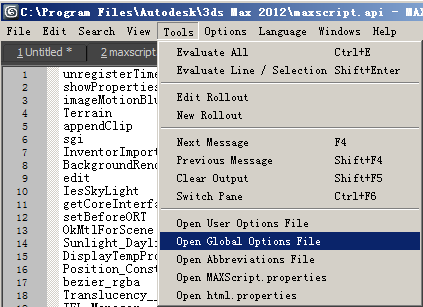 C:\Program Files\Autodesk\3ds Max 2012\maxscript.api - MAX
File Edit Search View Tools Options Language Windows Help
1 Untitled * 2 maxscript
1 unregisterTime
2 showProperties
3 imageMotionBlu
4 Terrain
5 appendClip
6 sgi
7 InventorImport
8 BackgroundRend
9 edit
10 IesSkyLight
11 getCoreInterfa
12 setBeforeORT
13 OkMtlForScene
14 Sunlight_Dayli
15 DisplayTempPro
16 Position_Const
17 bezier_rgba
18 Translucency_
19
Evaluate All Ctrl+E
Evaluate Line / Selection Shift+Enter
Edit Rollout
New Rollout
Next Message F4
Previous Message Shift+F4
Clear Output Shift+F5
Switch Pane Ctrl+F6
Open User Options File
Open Global Options File
Open Abbreviations File
Open MAXScript.properties
Open html.properties